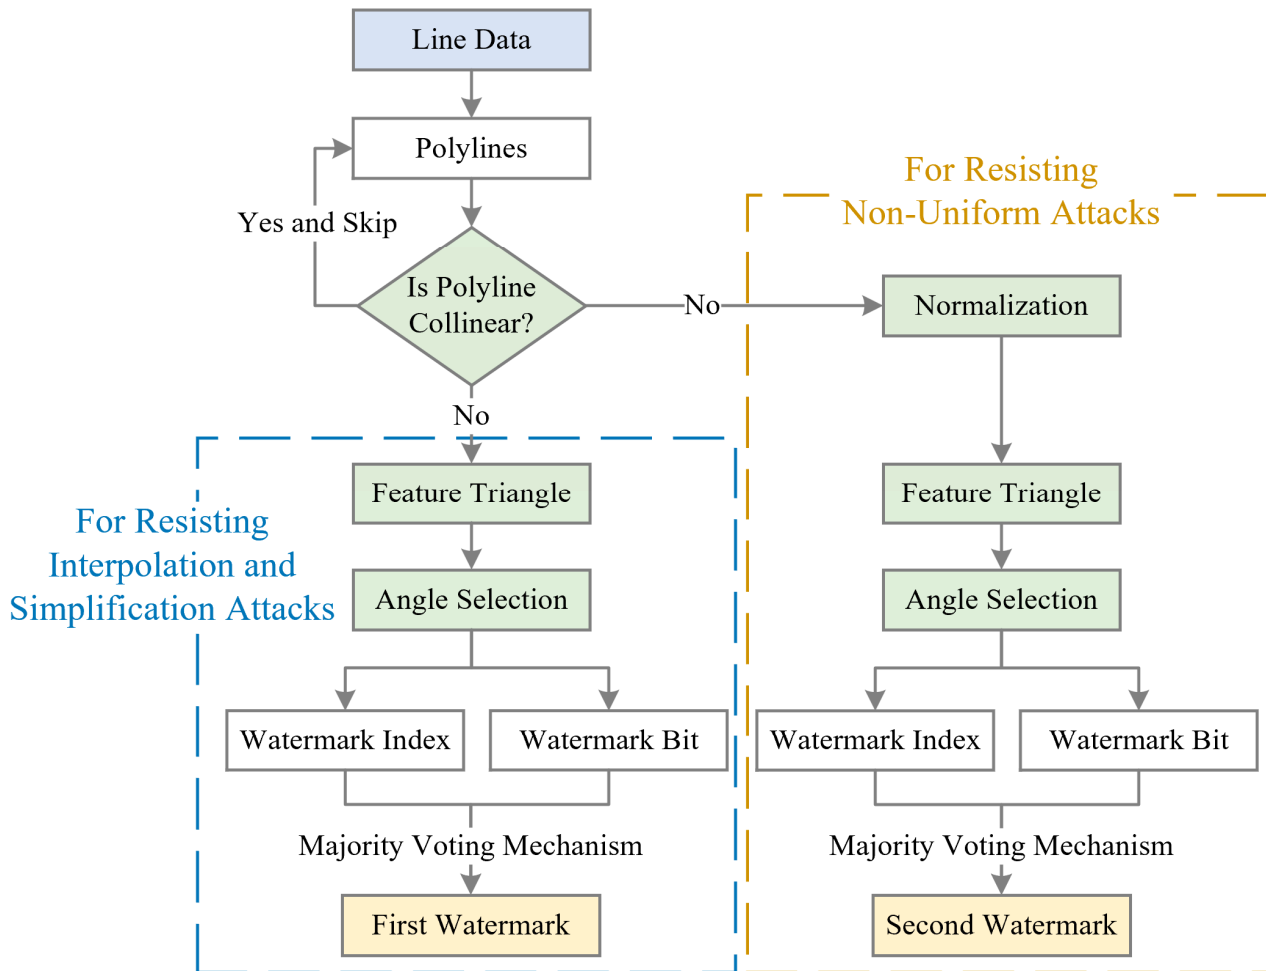 Line Data
Polylines
Yes and Skip
Is Polyline
Collinear?
No
No
For Resisting
Non-Uniform Attacks
Normalization
For Resisting
Interpolation and
Simplification Attacks
Feature Triangle
Angle Selection
Watermark Index
Watermark Bit
Majority Voting Mechanism
First Watermark
Feature Triangle
Angle Selection
Watermark Index
Watermark Bit
Majority Voting Mechanism
Second Watermark